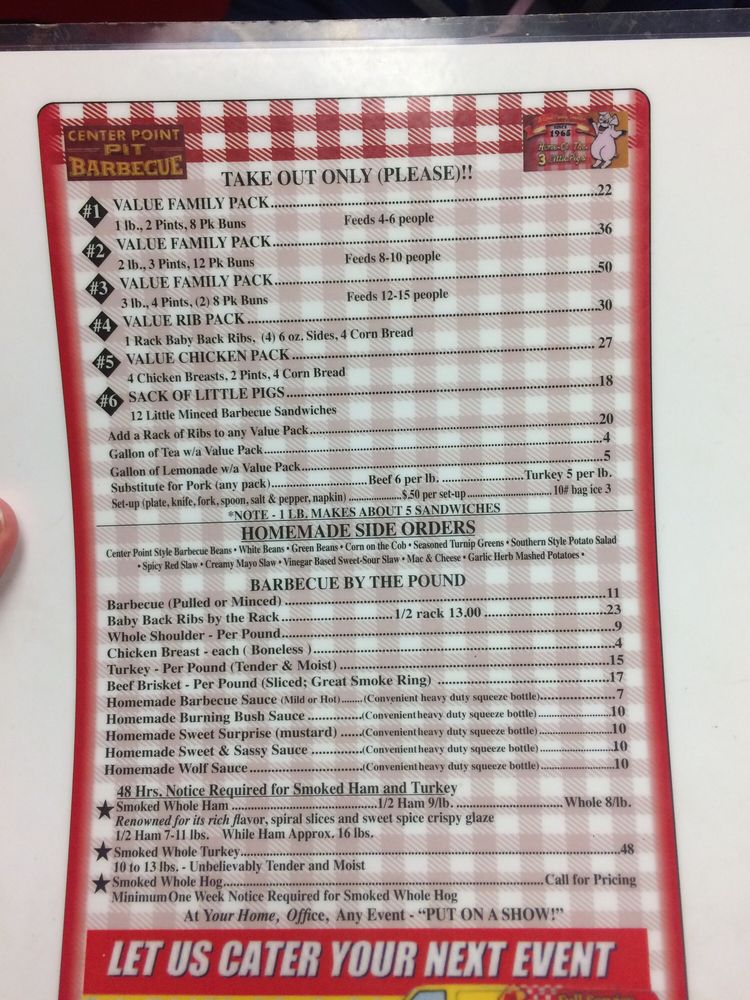 CENTER POINT
PIT
BARBECUE
SINCE
1965
3
TAKE OUT ONLY (PLEASE)!!
#1 VALUE FAMILY PACK..........22
1 lb., 2 Pints, 8 Pk Buns Feeds 4-6 people
#2 VALUE FAMILY PACK..........36
2 lb., 3 Pints, 12 Pk Buns Feeds 8-10 people
#3 VALUE FAMILY PACK..........50
3 lb., 4 Pints, (2) 8 Pk Buns Feeds 12-15 people
#4 VALUE RIB PACK..........30
1 Rack Baby Back Ribs, (4) 6 oz. Sides, 4 Corn Bread
#5 VALUE CHICKEN PACK..........27
4 Chicken Breasts, 2 Pints, 4 Corn Bread
#6 SACK OF LITTLE PIGS..........18
12 Little Minced Barbecue Sandwiches
Add a Rack of Ribs to any Value Pack..........20
Gallon of Tea w/a Value Pack..........4
Gallon of Lemonade w/a Value Pack..........5
Substitute for Pork (any pack)..........Beef 6 per lb. ..........Turkey 5 per lb.
Set-up (plate, knife, fork, spoon, salt & pepper, napkin) ..........$.50 per set-up..........10# bag ice 3
*NOTE - 1 LB. MAKES ABOUT 5 SANDWICHES
HOMEMADE SIDE ORDERS
Center Point Style Barbecue Beans • White Beans • Green Beans • Corn on the Cob • Seasoned Turnip Greens • Southern Style Potato Salad
• Spicy Red Slaw • Creamy Mayo Slaw • Vinegar Based Sweet-Sour Slaw • Mac & Cheese • Garlic Herb Mashed Potatoes •
BARBECUE BY THE POUND
Barbecue (Pulled or Minced) ..........11
Baby Back Ribs by the Rack..........1/2 rack 13.00..........23
Whole Shoulder - Per Pound..........9
Chicken Breast - each ( Boneless )..........4
Turkey - Per Pound (Tender & Moist) ..........15
Beef Brisket - Per Pound (Sliced; Great Smoke Ring) ..........17
Homemade Barbecue Sauce (Mild or Hot)........(Convenient heavy duty squeeze bottle)..........7
Homemade Burning Bush Sauce ..........(Convenient heavy duty squeeze bottle) ..........10
Homemade Sweet Surprise (mustard) ......(Convenient heavy duty squeeze bottle) ..........10
Homemade Sweet & Sassy Sauce ..........(Convenient heavy duty squeeze bottle) ..........10
Homemade Wolf Sauce..........(Convenient heavy duty squeeze bottle) ..........10
48 Hrs. Notice Required for Smoked Ham and Turkey
★ Smoked Whole Ham ..........1/2 Ham 9/lb. ..........Whole 8/lb.
Renowned for its rich flavor, spiral slices and sweet spice crispy glaze
1/2 Ham 7-11 lbs. While Ham Approx. 16 lbs.
★ Smoked Whole Turkey..........48
10 to 13 lbs. - Unbelievably Tender and Moist
★ Smoked Whole Hog..........Call for Pricing
Minimum One Week Notice Required for Smoked Whole Hog
At Your Home, Office, Any Event - "PUT ON A SHOW!"
LET US CATER YOUR NEXT EVENT